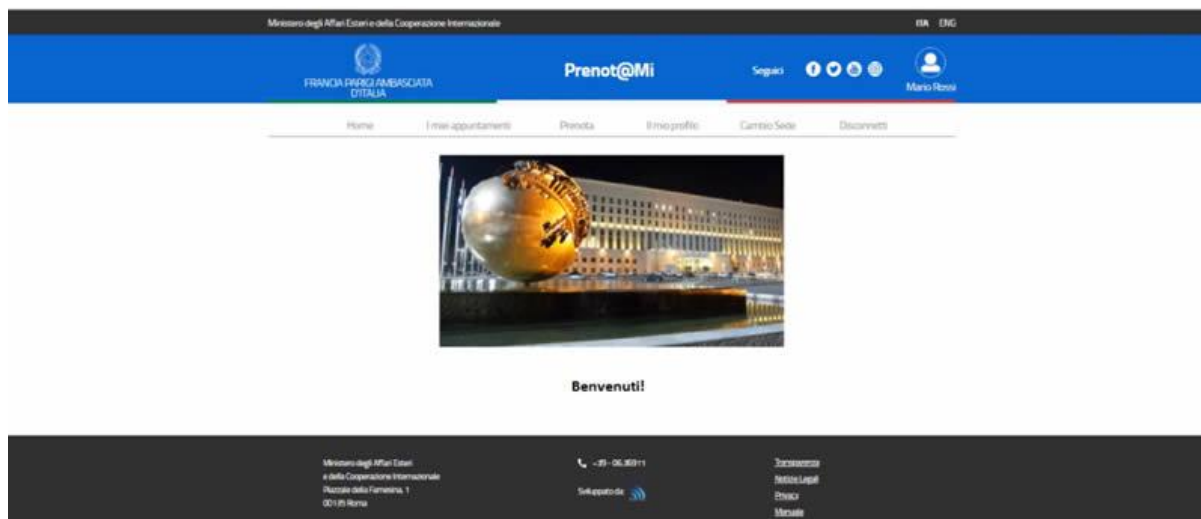 Ministero degli Affari Esteri e della Cooperazione Internazionale
ITA ENG
FRANCIA PARIGI AMBASCIATA
D'ITALIA
Prenot@Mi
Seguici
Mario Rossi
Home I miei appuntamenti Prenota Il mio profilo Cambio Sede Disconnetti
Benvenuti!
Ministero degli Affari Esteri
e della Cooperazione Internazionale
Piazzale della Farnesina, 1
00135 Roma
Sviluppato da:
Trasparenza
Notizie Legali
Privacy
Manuale